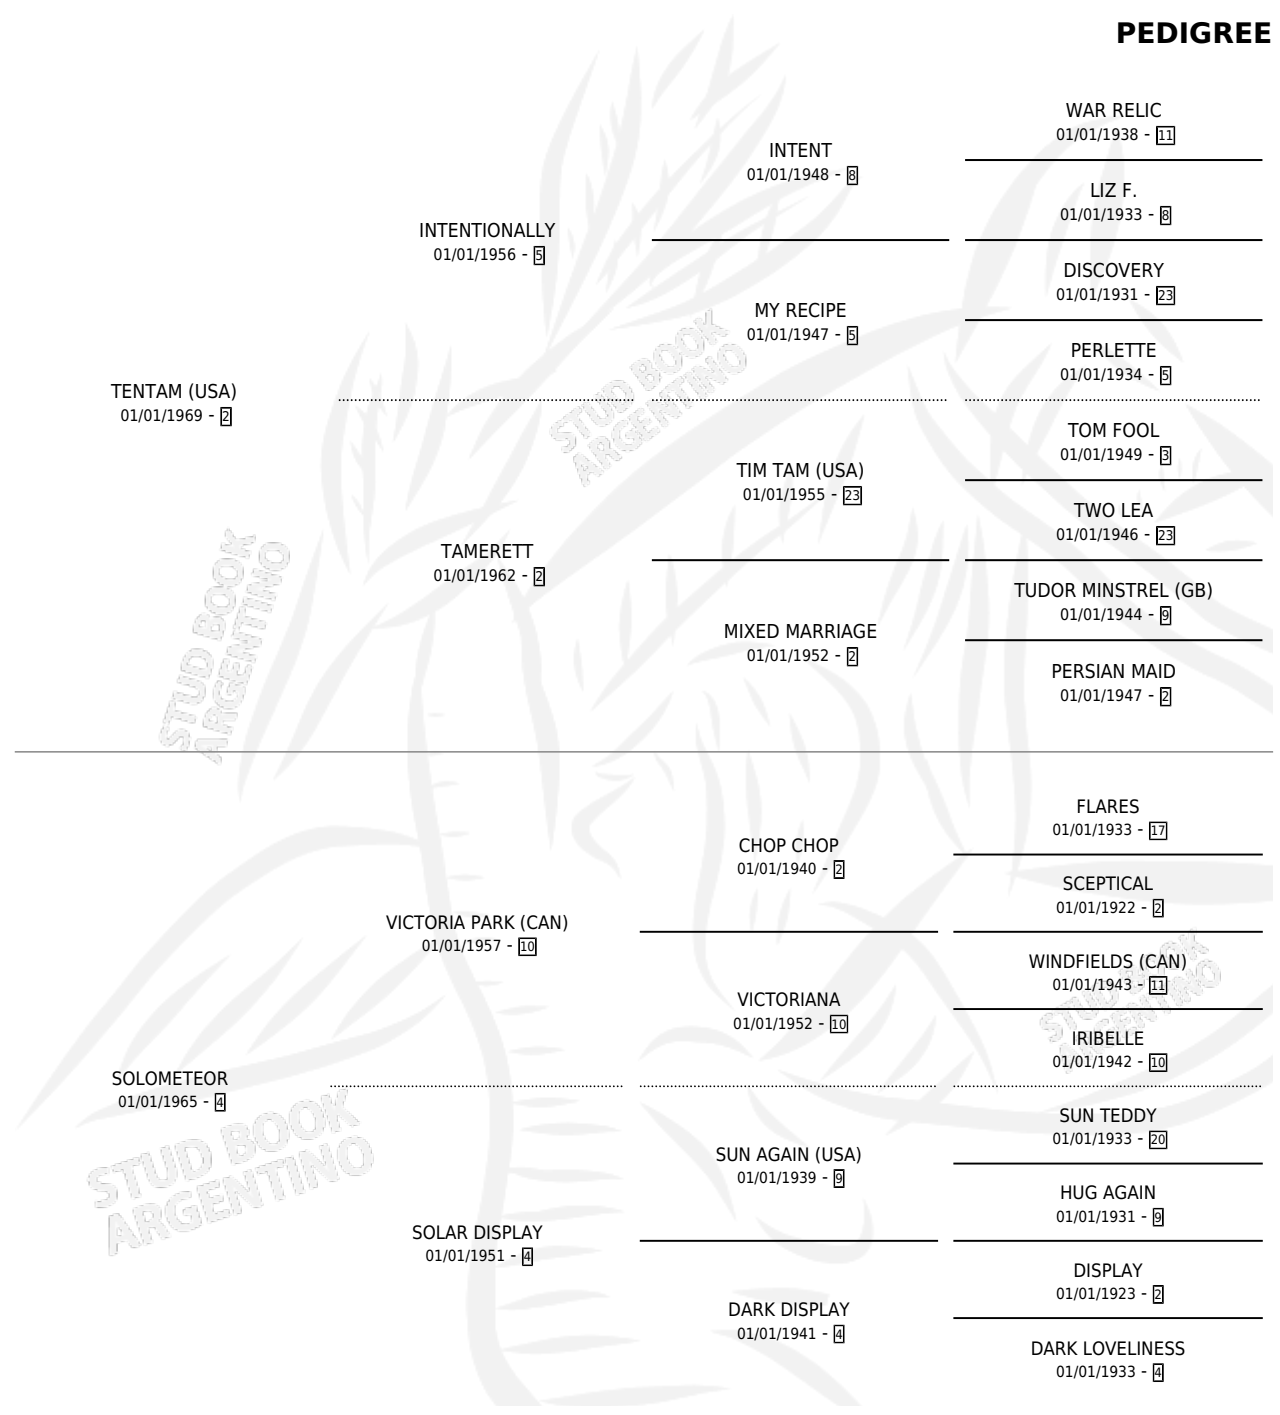 PEDIGREE
WAR RELIC
01/01/1938 - 11
INTENT
01/01/1948 - 8
LIZ F.
01/01/1933 - 8
INTENTIONALLY
01/01/1956 - 5
DISCOVERY
01/01/1931 - 23
MY RECIPE
01/01/1947 - 5
PERLETTE
01/01/1934 - 5
TENTAM (USA)
01/01/1969 - 2
TOM FOOL
01/01/1949 - 3
TIM TAM (USA)
01/01/1955 - 23
TWO LEA
01/01/1946 - 23
TAMERETT
01/01/1962 - 2
TUDOR MINSTREL (GB)
01/01/1944 - 9
MIXED MARRIAGE
01/01/1952 - 2
PERSIAN MAID
01/01/1947 - 2
FLARES
01/01/1933 - 17
CHOP CHOP
01/01/1940 - 2
SCEPTICAL
01/01/1922 - 2
VICTORIA PARK (CAN)
01/01/1957 - 10
WINDFIELDS (CAN)
01/01/1943 - 11
VICTORIANA
01/01/1952 - 10
IRIBELLE
01/01/1942 - 10
SOLOMETEOR
01/01/1965 - 4
SUN TEDDY
01/01/1933 - 20
SUN AGAIN (USA)
01/01/1939 - 9
HUG AGAIN
01/01/1931 - 9
SOLAR DISPLAY
01/01/1951 - 4
DISPLAY
01/01/1923 - 2
DARK DISPLAY
01/01/1941 - 4
DARK LOVELINESS
01/01/1933 - 4
STUD BOOK
ARGENTINO
STUD BOOK
ARGENTINO
STUD BOOK
ARGENTINO
STUD BOOK
ARGENTINO